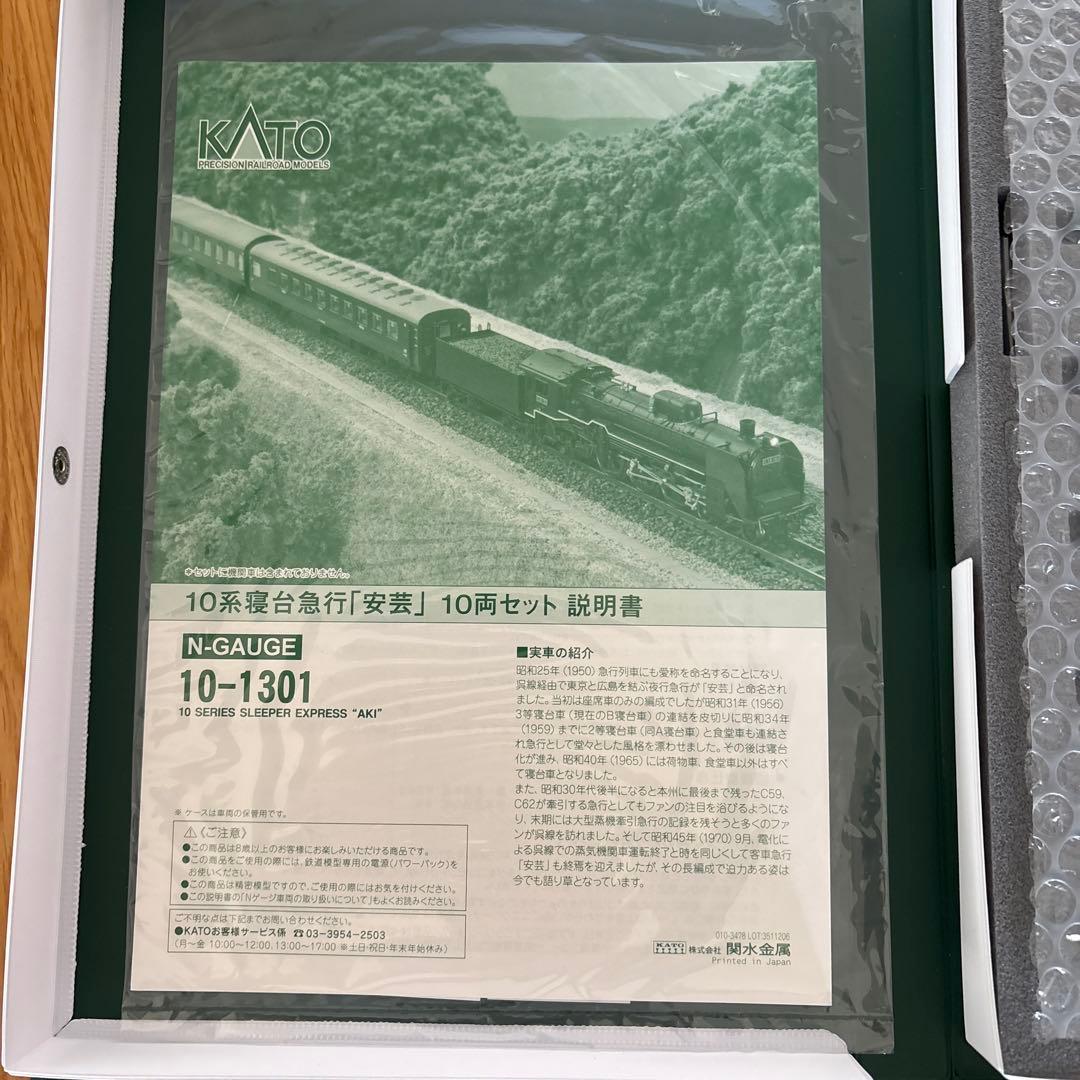 KATO
PRECISION RAILROAD MODELS
*セットに機関車は含まれておりません。
10系寝台急行「安芸」 10両セット 説明書
N-GAUGE
10-1301
10 SERIES SLEEPER EXPRESS “AKI”
※ ケースは車両の保管用です。
⚠〈ご注意〉
●この商品は8歳以上のお客様にお楽しみいただける商品です。
●この商品をご使用の際には、鉄道模型専用の電源(パワーパック)を
お使いください。
●この商品は精密模型ですので、ご使用の際にはお気を付けください。
●この説明書の「Nゲージ車両の取り扱いについて」もよくお読みください。
ご不明な点は下記までお問い合わせください。
●KATOお客様サービス係 ☎03-3954-2503
(月〜金 10:00〜12:00、13:00〜17:00 ※土日・祝日・年末年始休み)
■実車の紹介
昭和25年(1950)急行列車にも愛称を命名することになり、
呉線経由で東京と広島を結ぶ夜行急行が「安芸」と命名され
ました。当初は座席車のみの編成でしたが昭和31年(1956)
3等寝台車(現在のB寝台車)の連結を皮切りに昭和34年
(1959)までに2等寝台車(同A寝台車)と食堂車も連結さ
れ急行として堂々とした風格を漂わせました。その後は寝台
化が進み、昭和40年(1965)には荷物車、食堂車以外はすべ
て寝台車となりました。
また、昭和30年代後半になると本州に最後まで残ったC59、
C62が牽引する急行としてもファンの注目を浴びるようにな
り、末期には大型蒸機牽引急行の記録を残そうと多くのファ
ンが呉線を訪れました。そして昭和45年(1970)9月、電化に
よる呉線での蒸気機関車運転終了と時を同じくして客車急行
「安芸」も終焉を迎えましたが、その長編成で迫力ある姿は
今でも語り草となっています。
010-3478 LOT:3511206
KATO 株式会社 関水金属
Printed in Japan